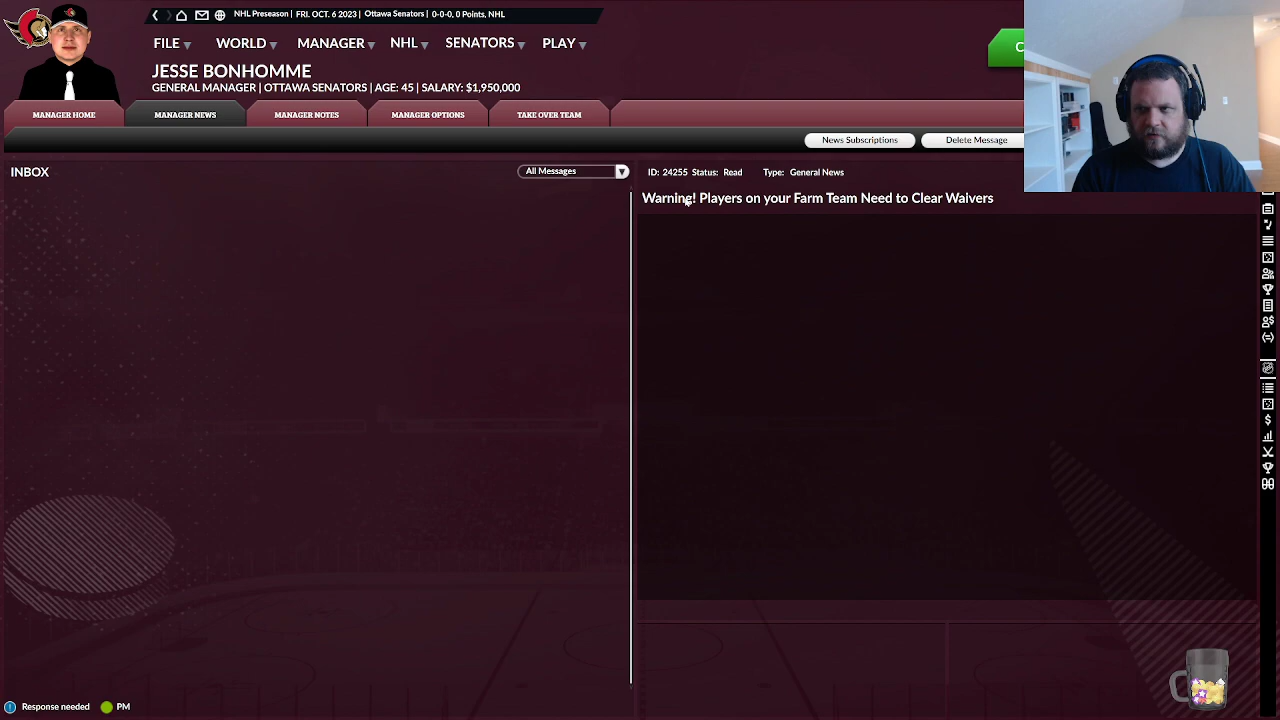 NHL Preseason | FRI. OCT. 6 2023 | Ottawa Senators | 0-0-0, 0 Points, NHL
FILE WORLD MANAGER NHL SENATORS PLAY
JESSE BONHOMME
GENERAL MANAGER | OTTAWA SENATORS | AGE: 45 | SALARY: $1,950,000
MANAGER HOME MANAGER NEWS MANAGER NOTES MANAGER OPTIONS TAKE OVER TEAM
News Subscriptions Delete Message
INBOX All Messages ID: 24255 Status: Read Type: General News
Warning! Players on your Farm Team Need to Clear Waivers
Response needed PM